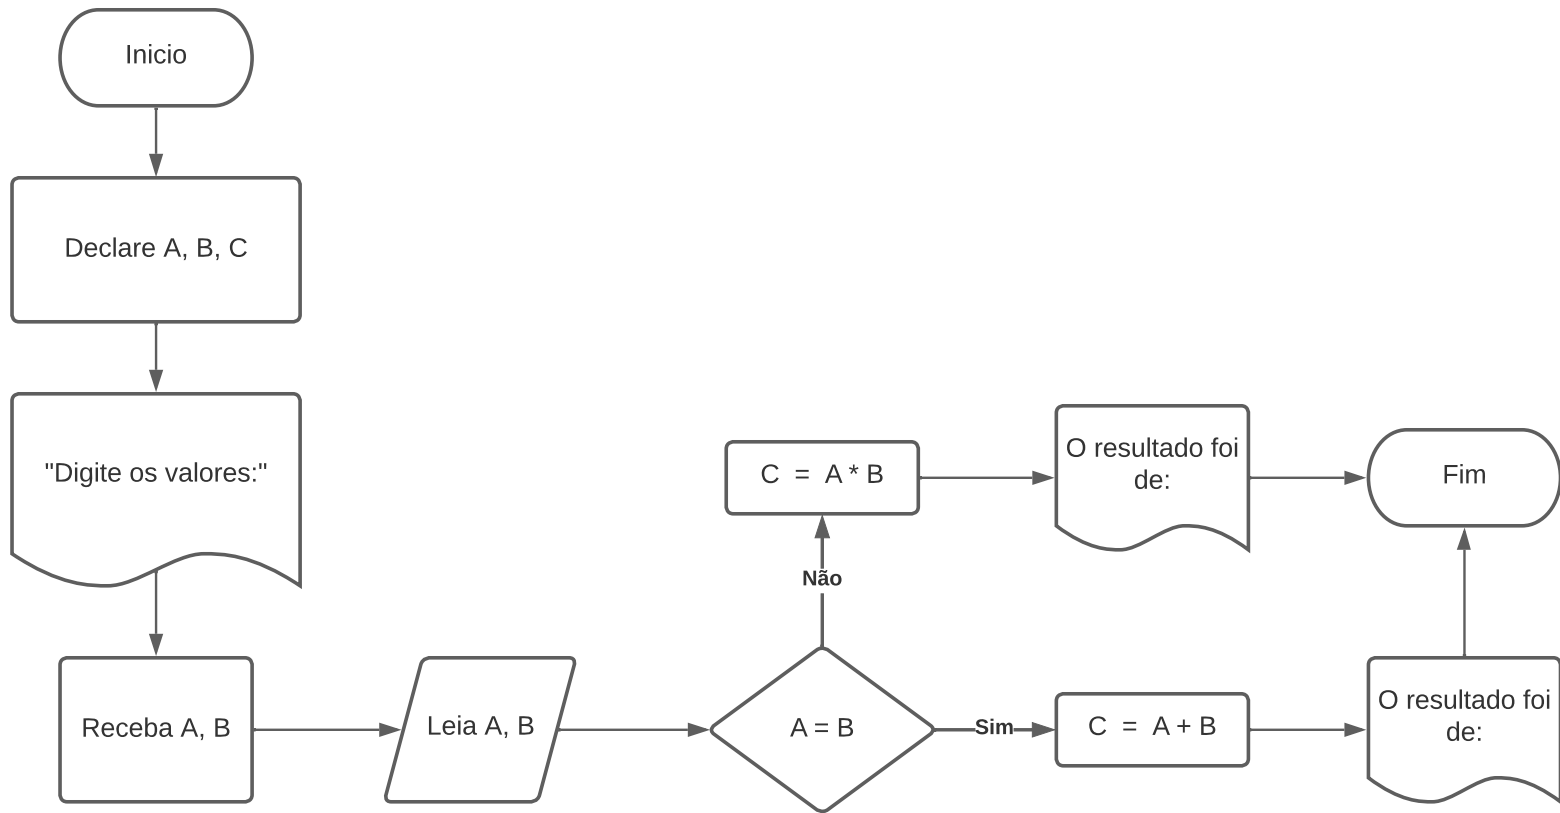 Inicio
Declare A, B, C
"Digite os valores:"
Receba A, B
Leia A, B
A = B
Não
C  =  A * B
O resultado foi
de:
Fim
Sim
C  =  A + B
O resultado foi
de: